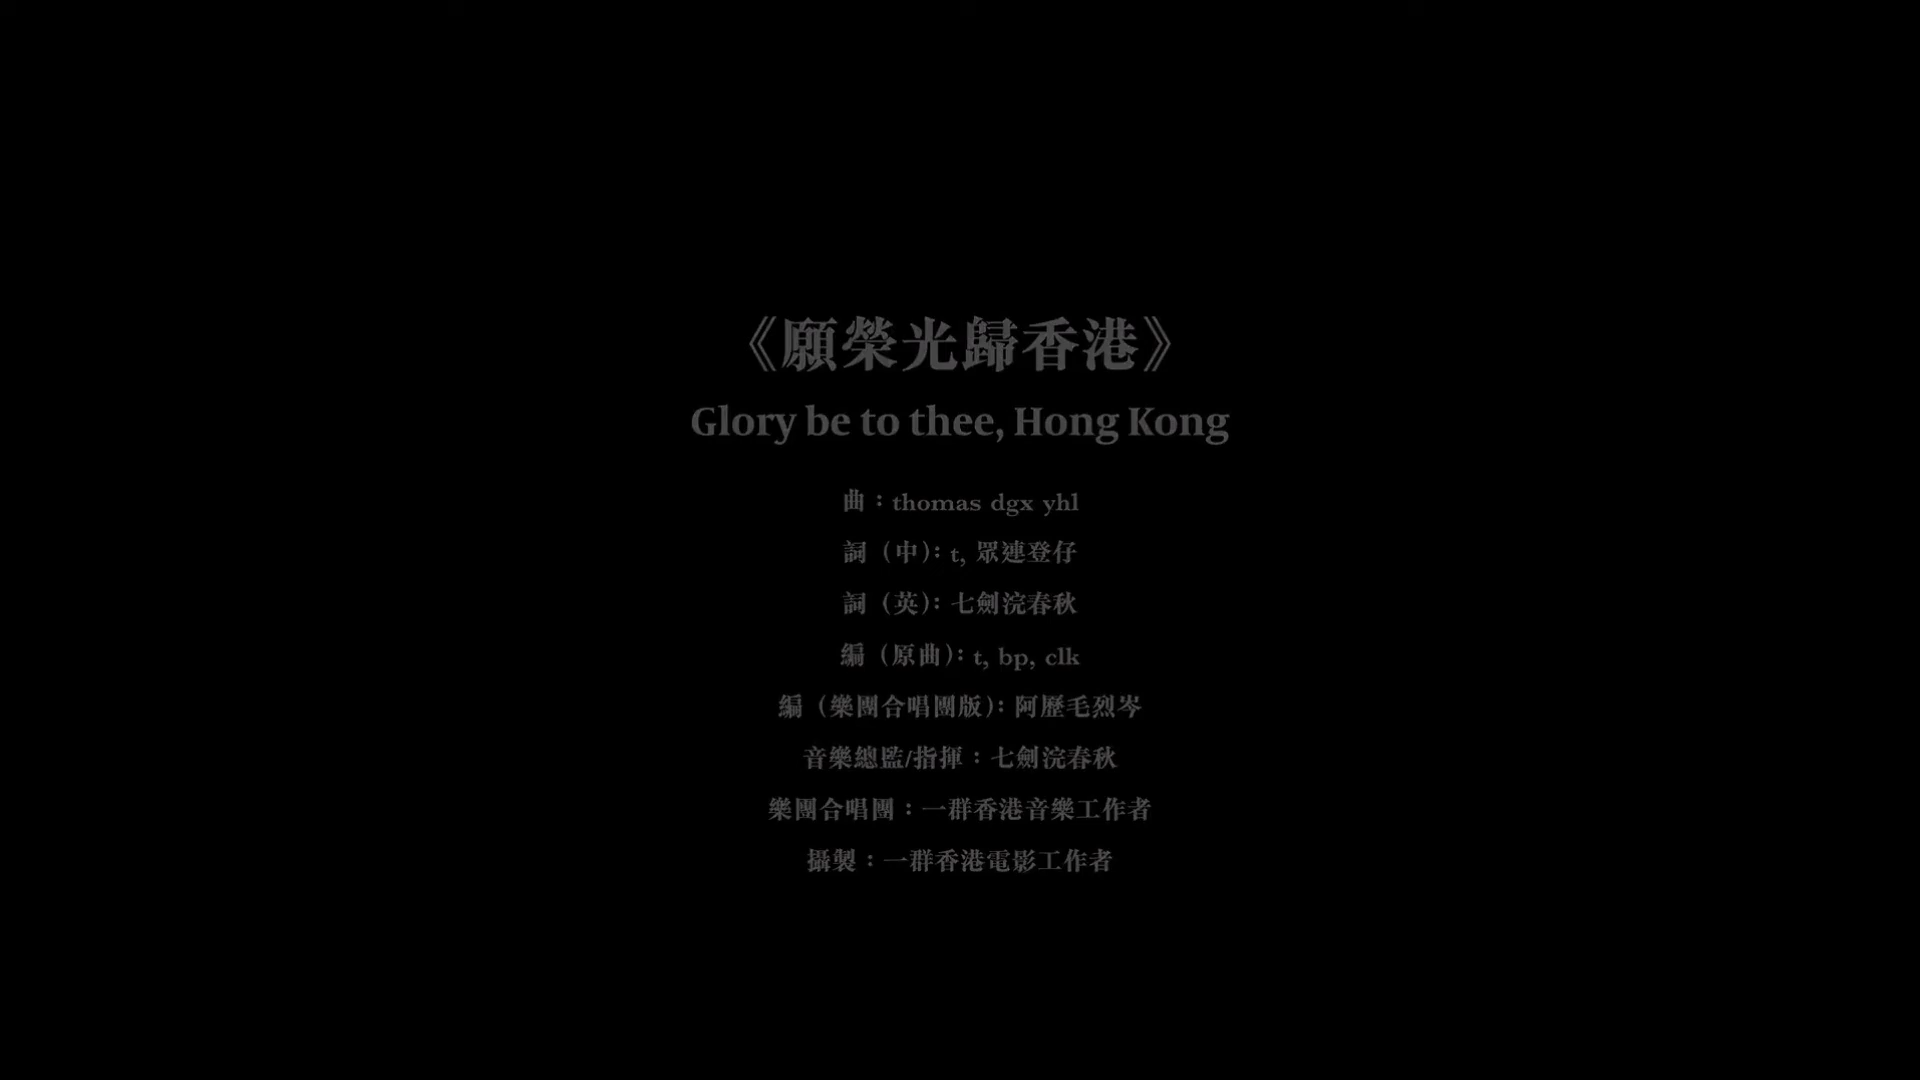 《願榮光歸香港》
Glory be to thee, Hong Kong
曲：thomas dgx yhl
詞（中）: t, 眾連登仔
詞（英）: 七劍浣春秋
編（原曲）: t, bp, clk
編（樂團合唱團版）: 阿歷毛烈岑
音樂總監/指揮：七劍浣春秋
樂團合唱團：一群香港音樂工作者
攝製：一群香港電影工作者